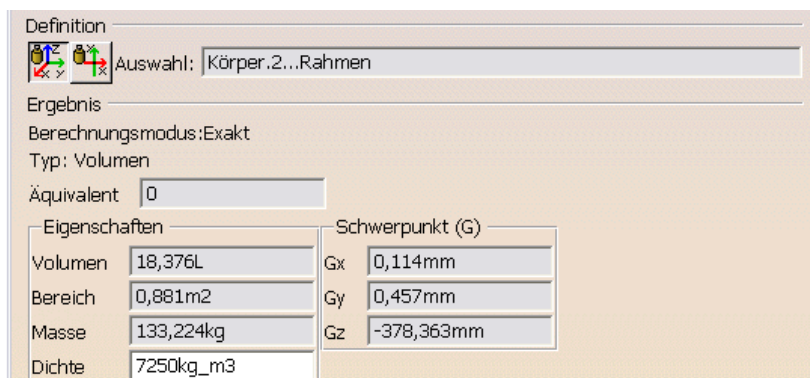 Definition
Auswahl: Körper.2...Rahmen
Ergebnis
Berechnungsmodus:Exakt
Typ: Volumen
Äquivalent 0
Eigenschaften Schwerpunkt (G)
Volumen 18,376L Gx 0,114mm
Bereich 0,881m2 Gy 0,457mm
Masse 133,224kg Gz -378,363mm
Dichte 7250kg_m3